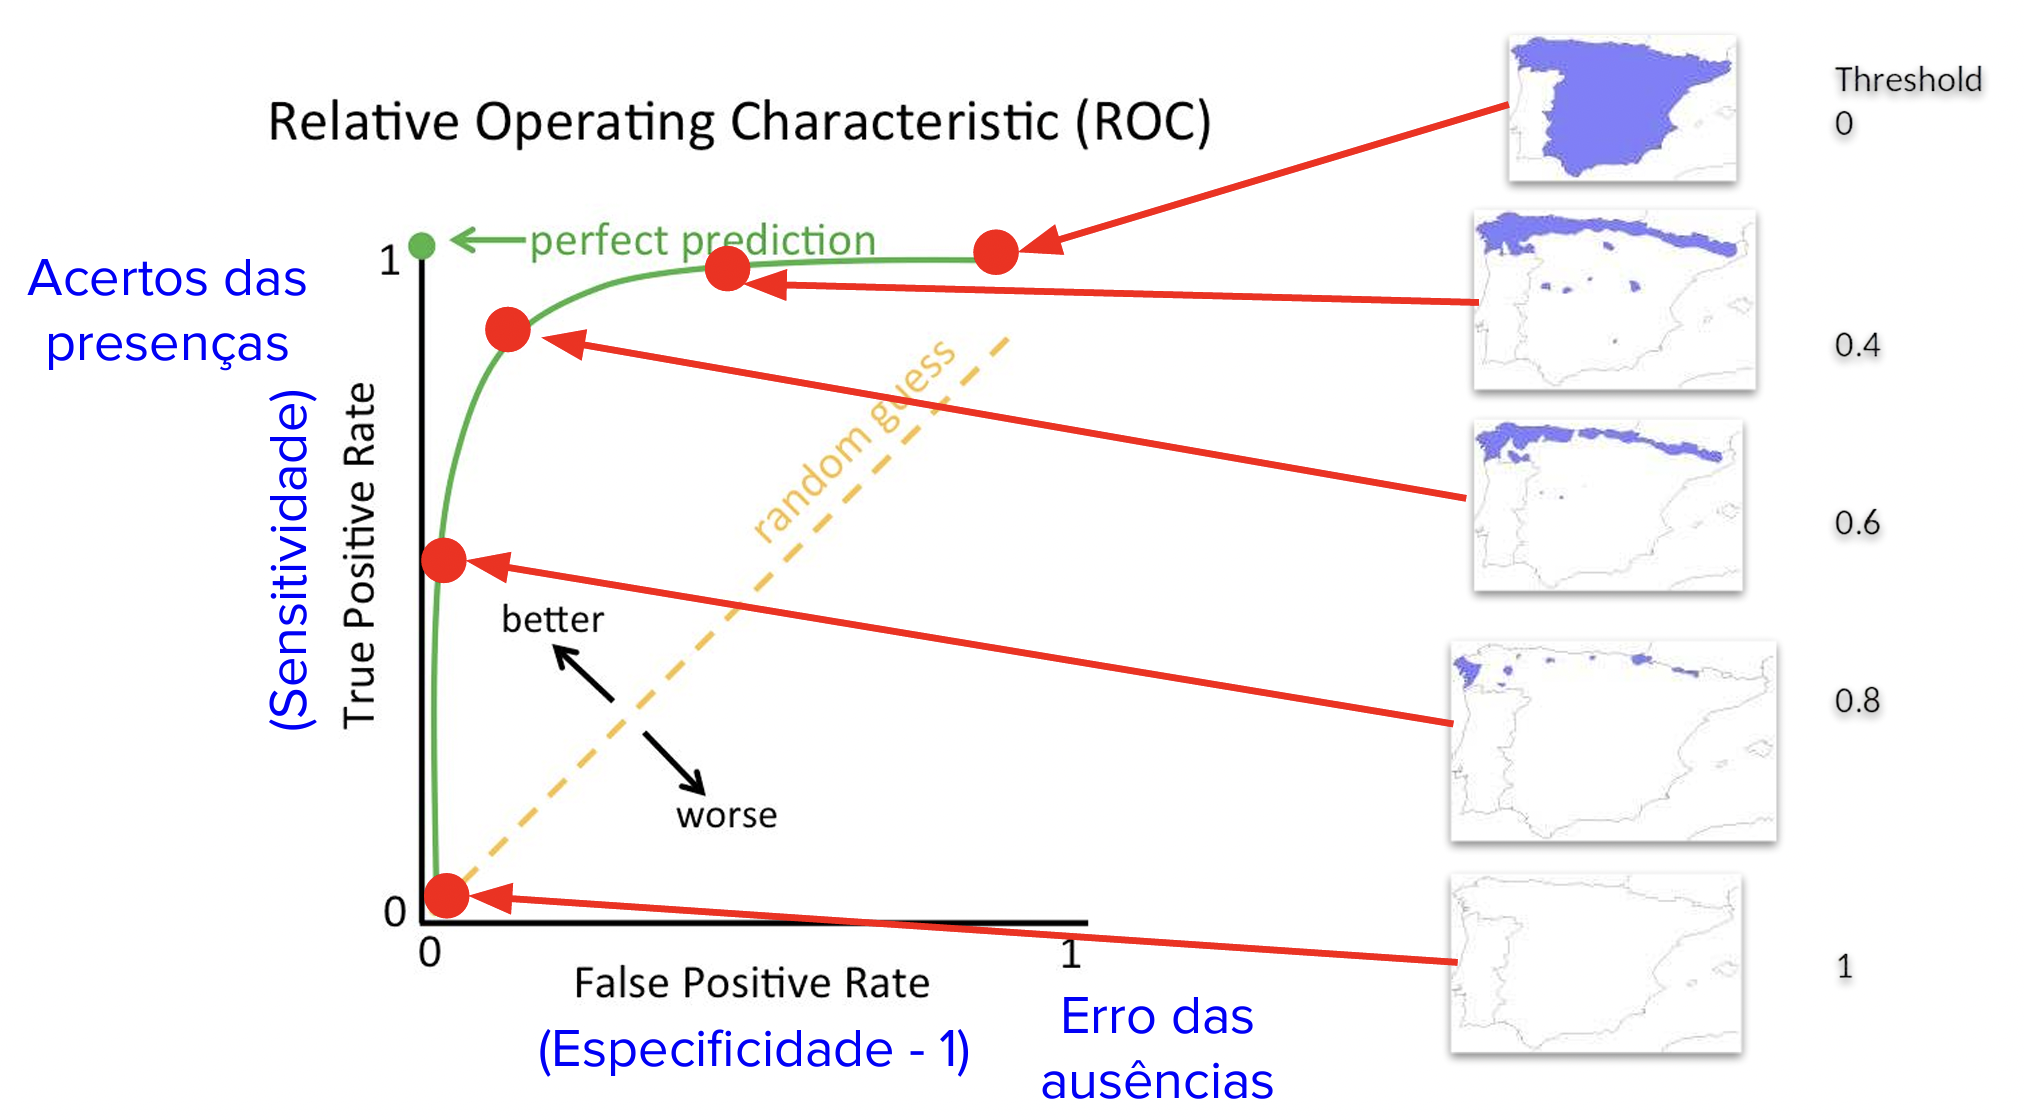 Relative Operating Characteristic (ROC)
Threshold
0
0.4
0.6
0.8
1
perfect prediction
1
Acertos das
presenças
(Sensitividade)
True Positive Rate
random guess
better
worse
0
0
1
False Positive Rate
(Especificidade - 1)
Erro das
ausências